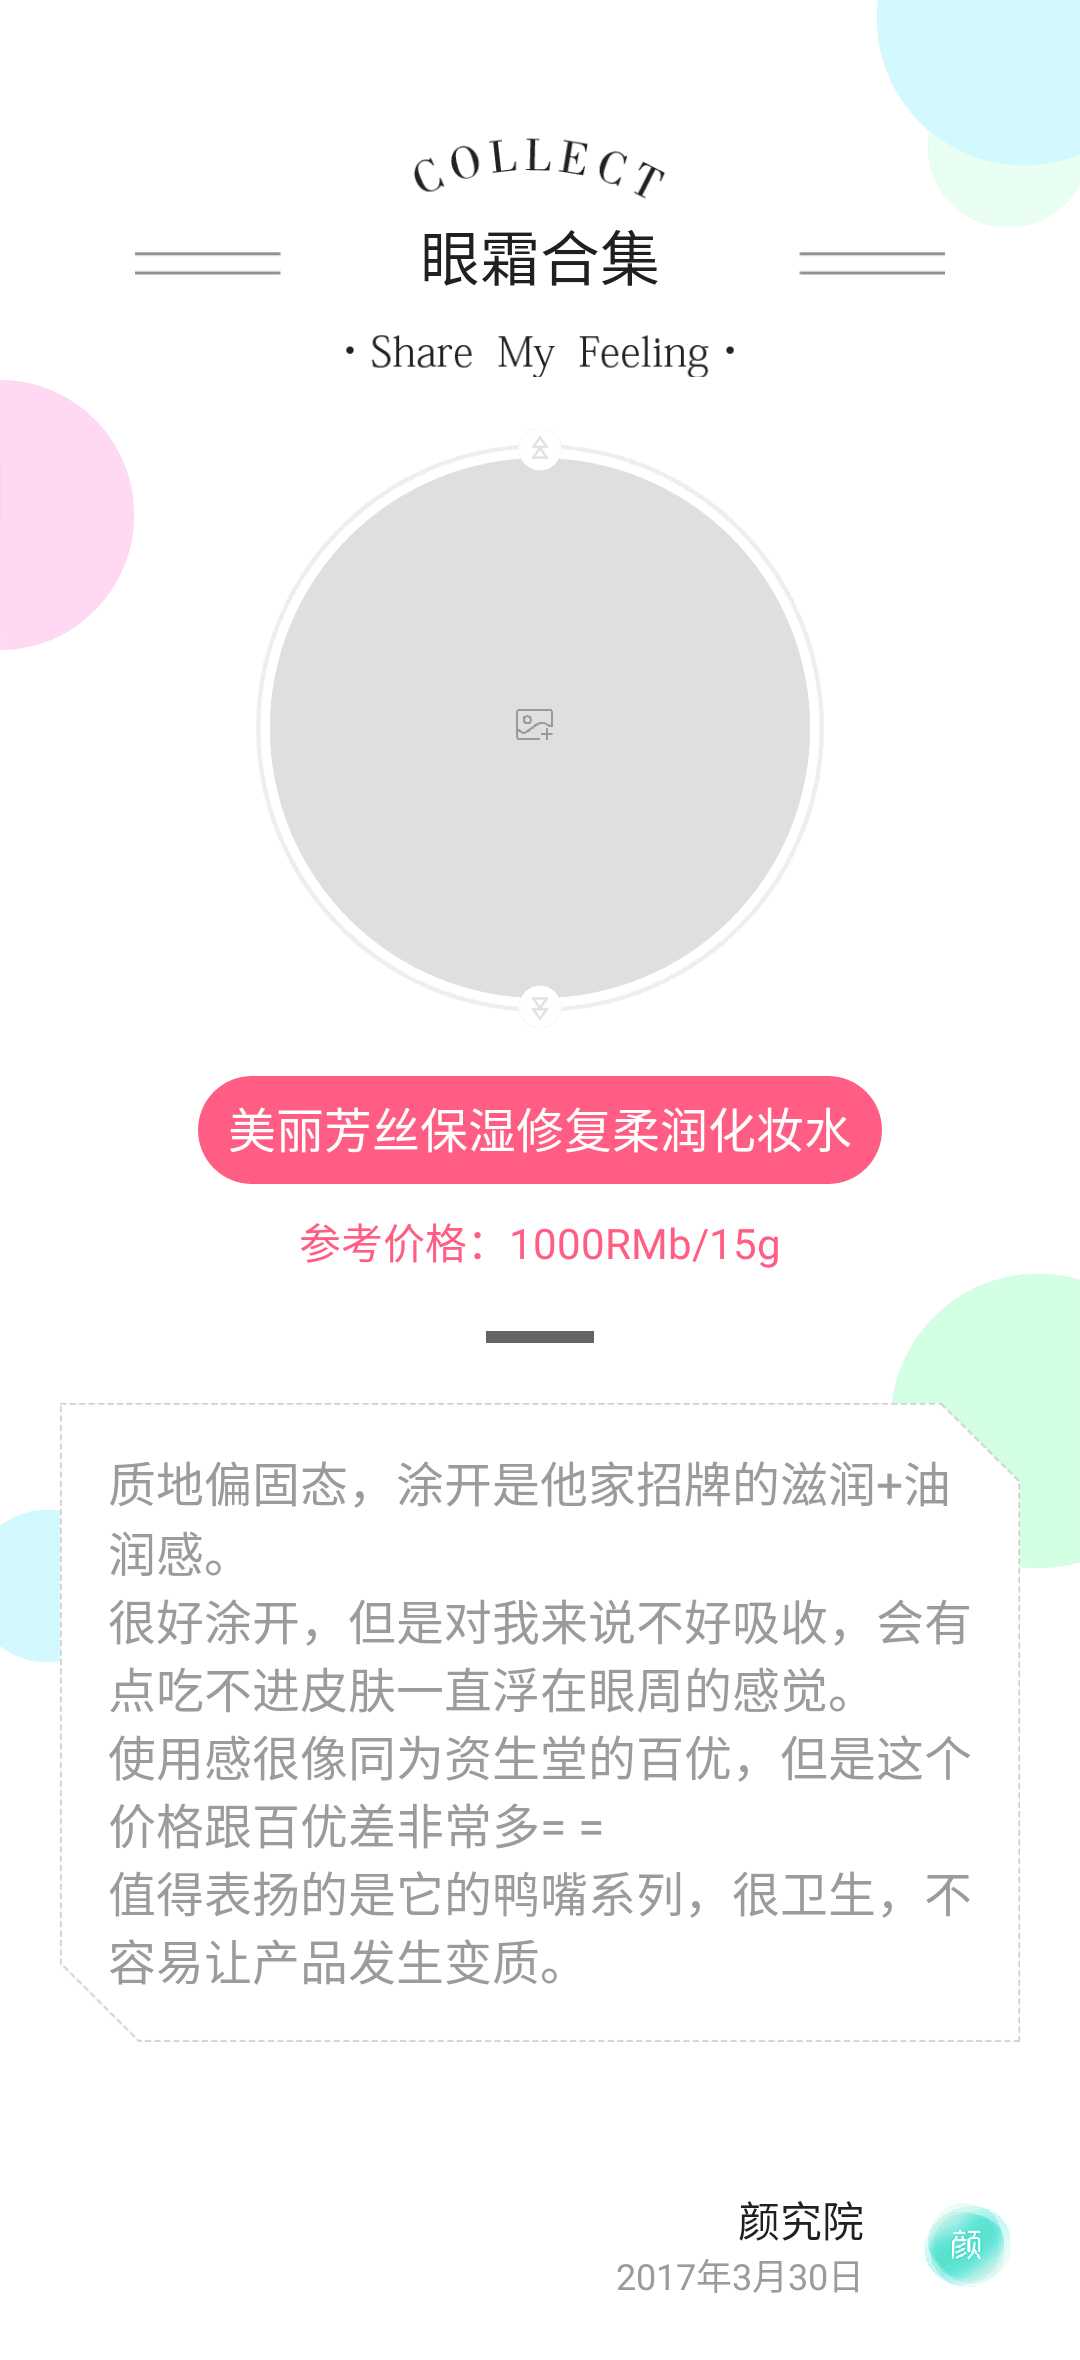 COLLECT
眼霜合集
·Share My Feeling·
美丽芳丝保湿修复柔润化妆水
参考价格：1000RMb/15g
质地偏固态，涂开是他家招牌的滋润+油
润感。
很好涂开，但是对我来说不好吸收，会有
点吃不进皮肤一直浮在眼周的感觉。
使用感很像同为资生堂的百优，但是这个
价格跟百优差非常多= =
值得表扬的是它的鸭嘴系列，很卫生，不
容易让产品发生变质。
颜究院
颜
2017年3月30日